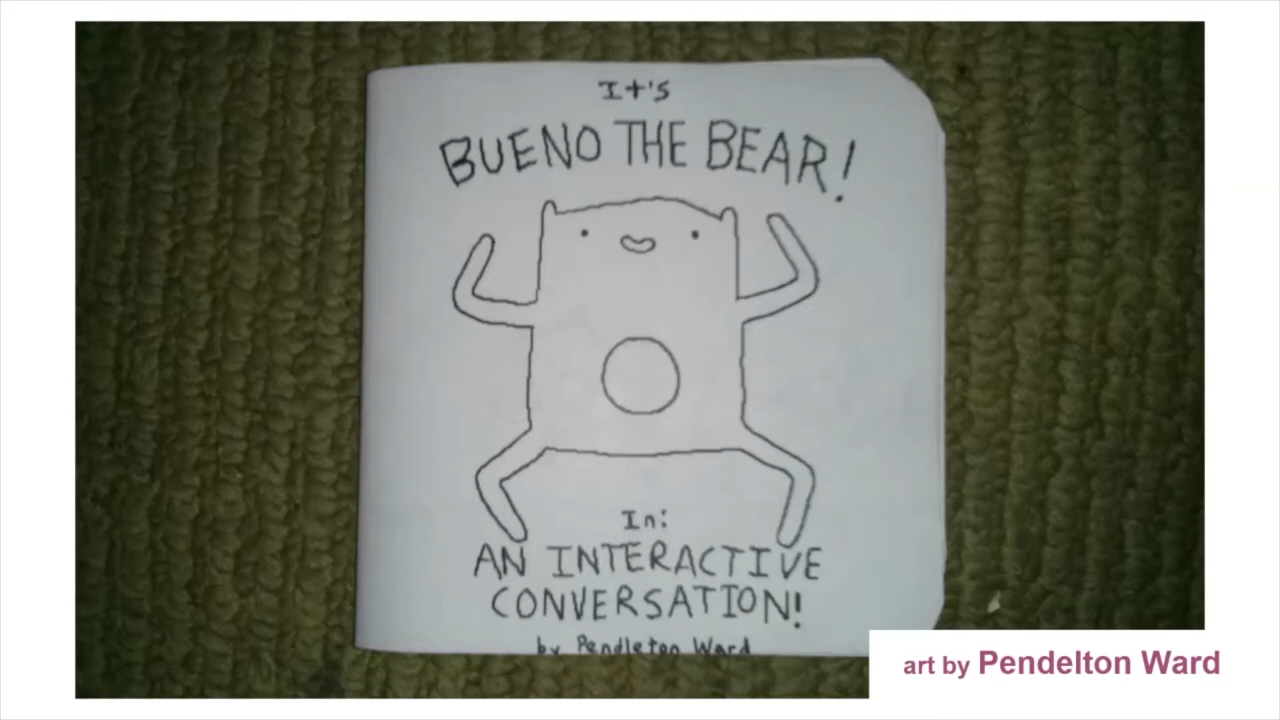 It's
BUENO THE BEAR!
In:
AN INTERACTIVE
CONVERSATION!
by Pendleton Ward
art by Pendelton Ward